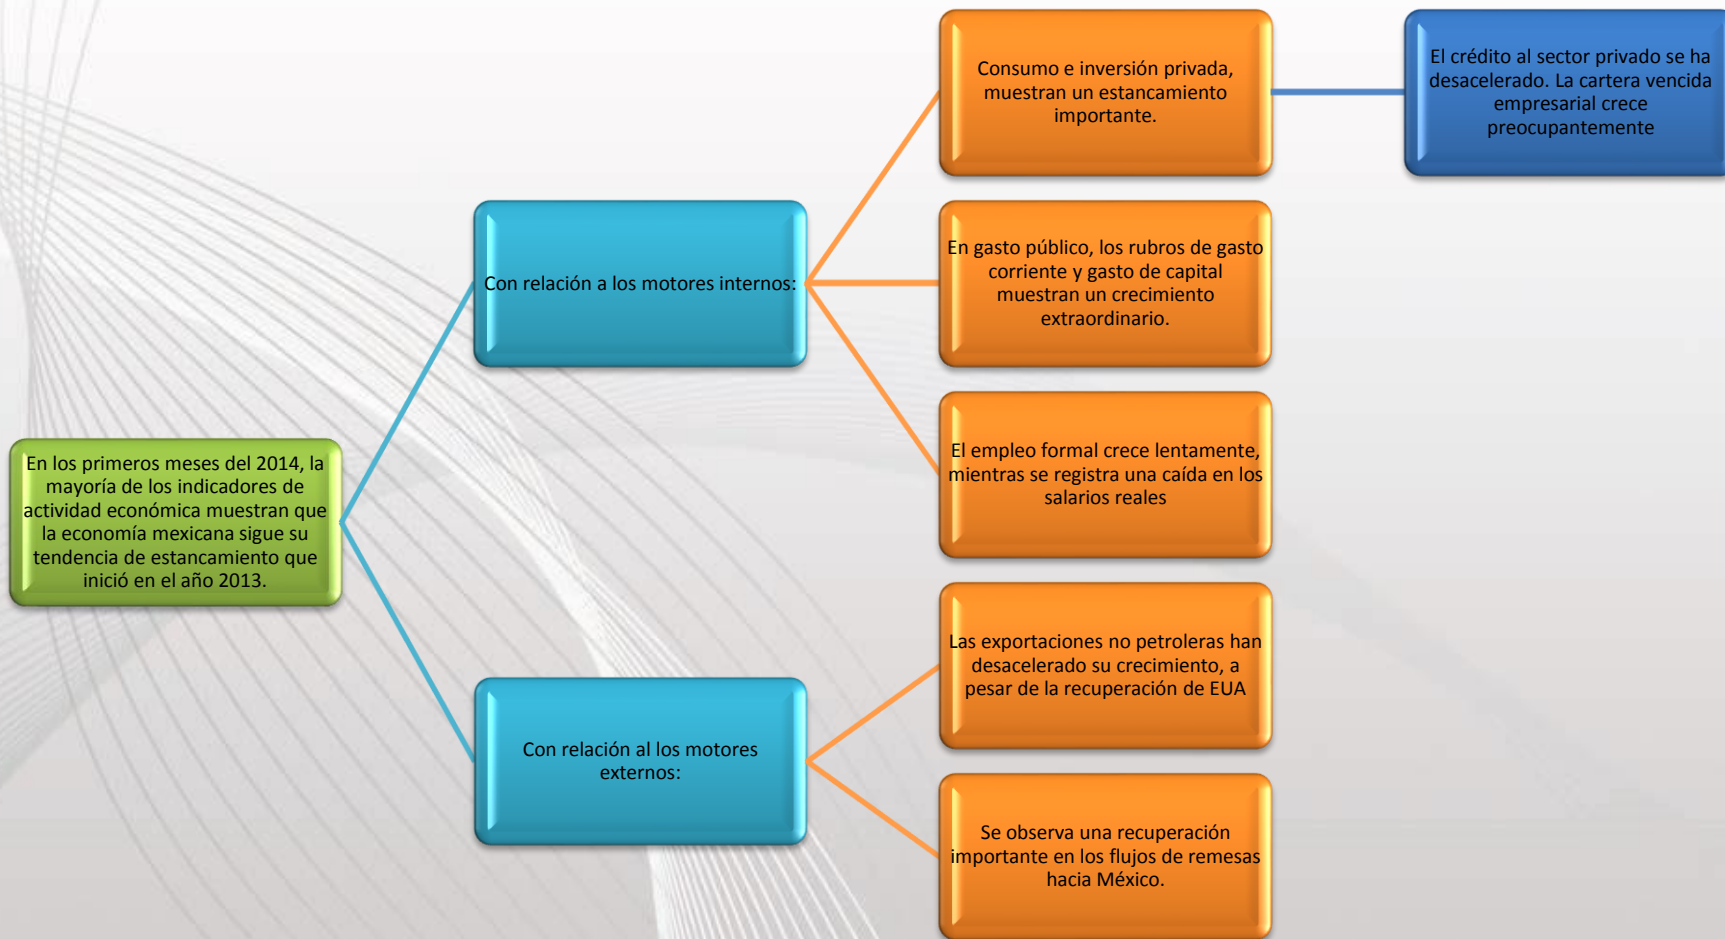 En los primeros meses del 2014, la
mayoría de los indicadores de
actividad económica muestran que
la economía mexicana sigue su
tendencia de estancamiento que
inició en el año 2013.
Con relación a los motores internos:
Consumo e inversión privada,
muestran un estancamiento
importante.
El crédito al sector privado se ha
desacelerado. La cartera vencida
empresarial crece
preocupantemente
En gasto público, los rubros de gasto
corriente y gasto de capital
muestran un crecimiento
extraordinario.
El empleo formal crece lentamente,
mientras se registra una caída en los
salarios reales
Con relación al los motores
externos:
Las exportaciones no petroleras han
desacelerado su crecimiento, a
pesar de la recuperación de EUA
Se observa una recuperación
importante en los flujos de remesas
hacia México.